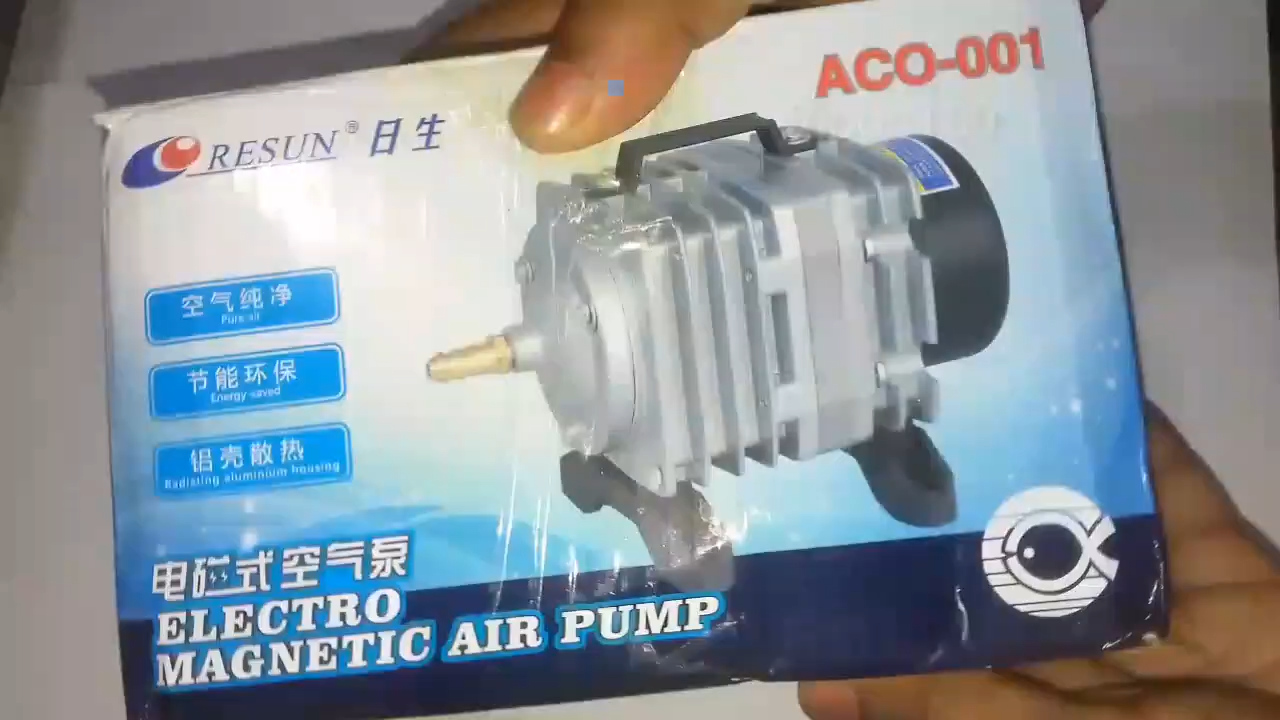 RESUN® 日生
ACO-001
空气纯净
Pure air
节能环保
Energy saved
铝壳散热
Radiating aluminium housing
电磁式空气泵
ELECTRO
MAGNETIC AIR PUMP